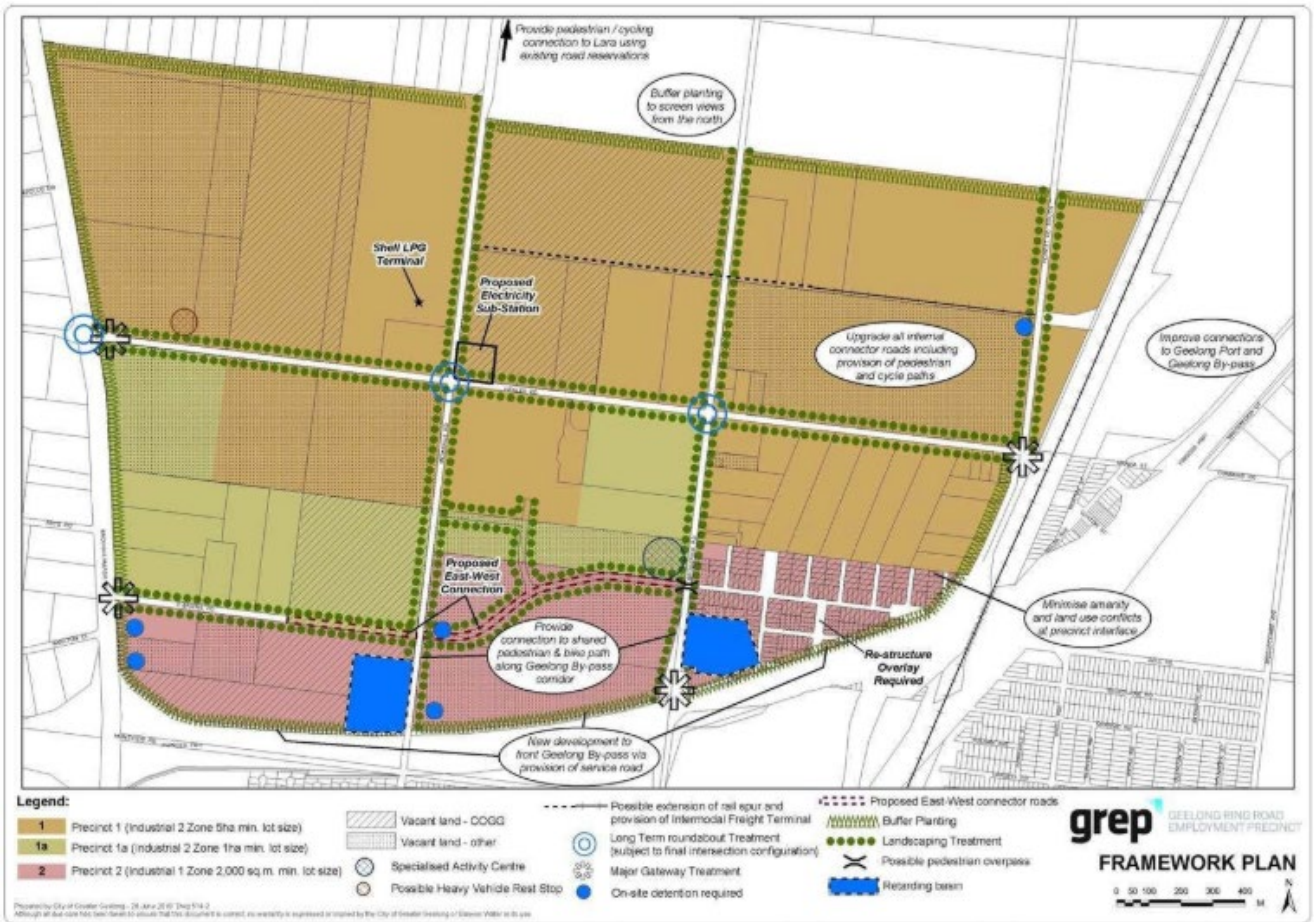 Provide pedestrian / cycling
connection to Lara using
existing road reservations
Buffer planting
to screen views
from the north
Shell LPG
Terminal
Proposed
Electricity
Sub-Station
Upgrade all internal
connector roads including
provision of pedestrian
and cycle paths
Improve connections
to Geelong Port and
Geelong By-pass
Proposed
East-West
Connection
Provide
connection to shared
pedestrian & bike path
along Geelong By-pass
corridor
Minimise amenity
and land use conflicts
at precinct interface
Re-structure
Overlay
Required
New development to
front Geelong By-pass via
provision of service road
Legend:
1 Precinct 1 (Industrial 2 Zone 5ha min. lot size)
1a Precinct 1a (Industrial 2 Zone 1ha min. lot size)
2 Precinct 2 (Industrial 1 Zone 2,000 sq.m. min. lot size)
Vacant land - COGG
Vacant land - other
Specialised Activity Centre
Possible Heavy Vehicle Rest Stop
Possible extension of rail spur and
provision of Intermodal Freight Terminal
Long Term roundabout Treatment
(subject to final intersection configuration)
Major Gateway Treatment
On-site detention required
Proposed East-West connector roads
Buffer Planting
Landscaping Treatment
Possible pedestrian overpass
Retarding basin
grep GEELONG RING ROAD
EMPLOYMENT PRECINCT
FRAMEWORK PLAN
0 50 100 200 300 400
M
N
Prepared by City of Greater Geelong -